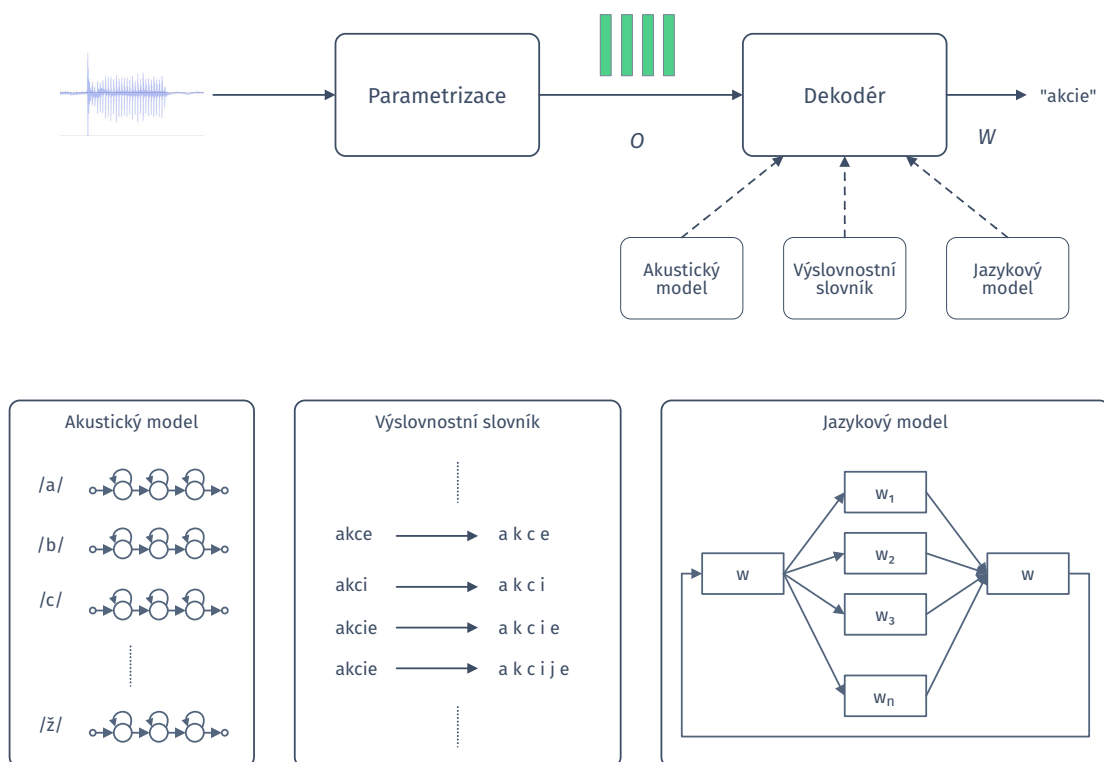 Parametrizace
Dekodér
"akcie"
O
W
Akustický
model
Výslovnostní
slovník
Jazykový
model
Akustický model
/a/
/b/
/c/
/ž/
Výslovnostní slovník
akce a k c e
akci a k c i
akcie a k c i e
akcie a k c i j e
Jazykový model
w
w₁
w₂
w₃
wₙ
w